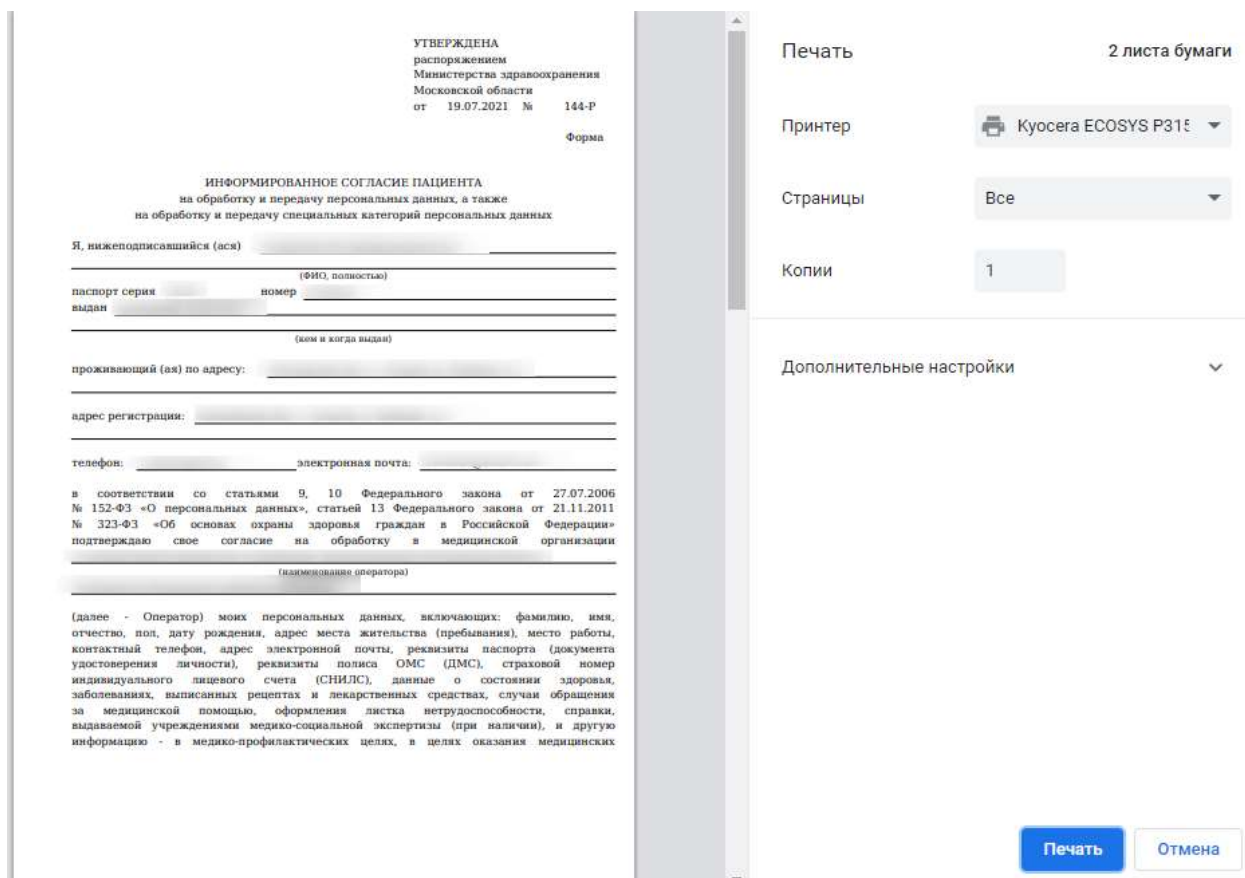 УТВЕРЖДЕНА
распоряжением
Министерства здравоохранения
Московской области
от 19.07.2021 № 144-Р
Форма
ИНФОРМИРОВАННОЕ СОГЛАСИЕ ПАЦИЕНТА
на обработку и передачу персональных данных, а также
на обработку и передачу специальных категорий персональных данных
Я, нижеподписавшийся (ася)
(ФИО, полностью)
паспорт серия номер
выдан
(кем и когда выдан)
проживающий (ая) по адресу:
адрес регистрации:
телефон: электронная почта:
в соответствии со статьями 9, 10 Федерального закона от 27.07.2006
№ 152-ФЗ «О персональных данных», статьей 13 Федерального закона от 21.11.2011
№ 323-ФЗ «Об основах охраны здоровья граждан в Российской Федерации»
подтверждаю свое согласие на обработку в медицинской организации
(наименование оператора)
(далее - Оператор) моих персональных данных, включающих: фамилию, имя,
отчество, пол, дату рождения, адрес места жительства (пребывания), место работы,
контактный телефон, адрес электронной почты, реквизиты паспорта (документа
удостоверения личности), реквизиты полиса ОМС (ДМС), страховой номер
индивидуального лицевого счета (СНИЛС), данные о состоянии здоровья,
заболеваниях, выписанных рецептах и лекарственных средствах, случаи обращения
за медицинской помощью, оформления листка нетрудоспособности, справки,
выдаваемой учреждениями медико-социальной экспертизы (при наличии), и другую
информацию - в медико-профилактических целях, в целях оказания медицинских
Печать 2 листа бумаги
Принтер Kyocera ECOSYS P315
Страницы Все
Копии 1
Дополнительные настройки
Печать Отмена